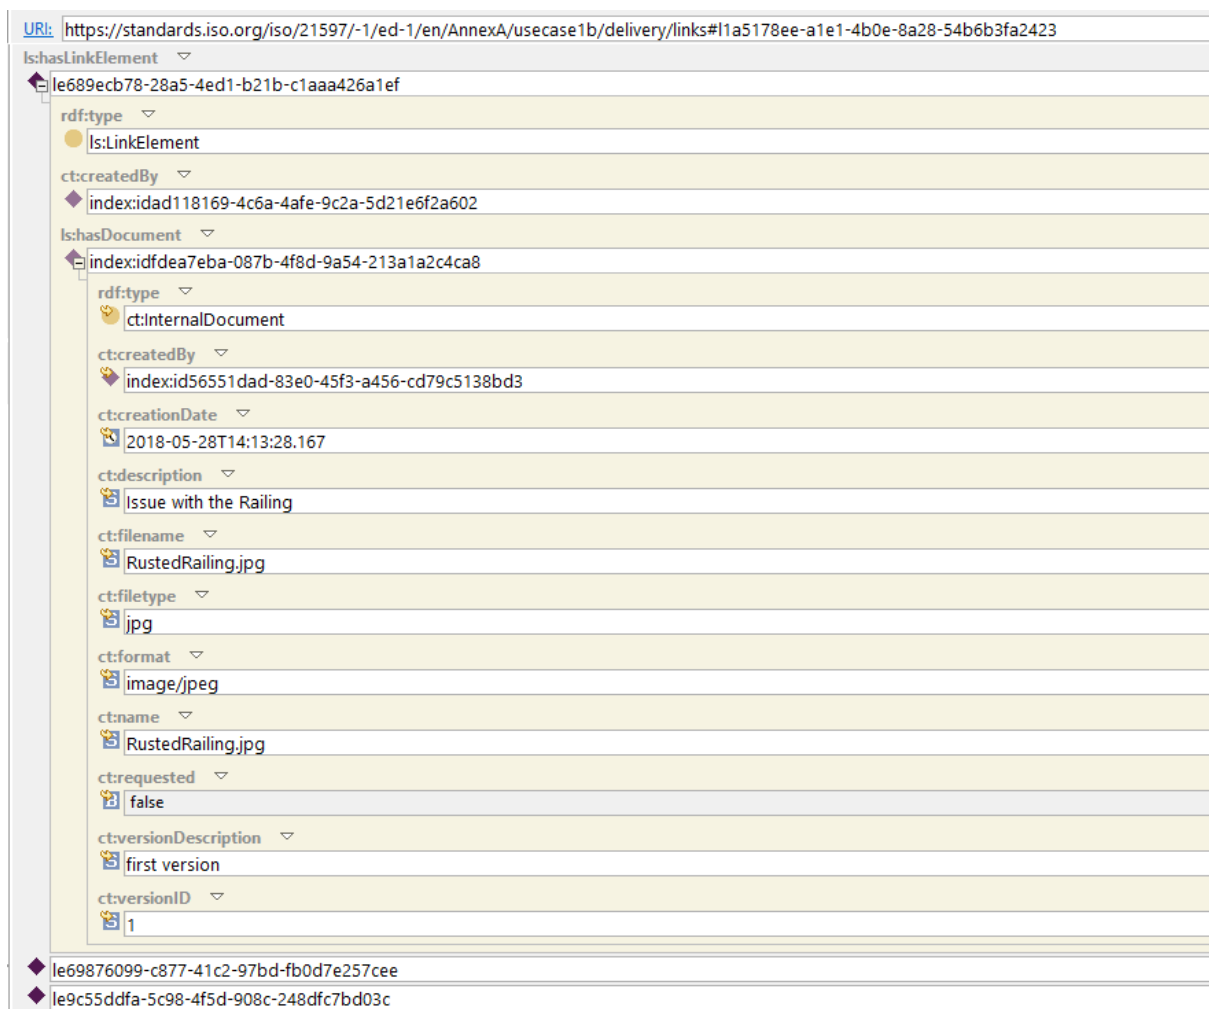 URI: https://standards.iso.org/iso/21597/-1/ed-1/en/AnnexA/usecase1b/delivery/links#l1a5178ee-a1e1-4b0e-8a28-54b6b3fa2423
ls:hasLinkElement
le689ecb78-28a5-4ed1-b21b-c1aaa426a1ef
rdf:type
ls:LinkElement
ct:createdBy
index:idad118169-4c6a-4afe-9c2a-5d21e6f2a602
ls:hasDocument
index:idfdea7eba-087b-4f8d-9a54-213a1a2c4ca8
rdf:type
ct:InternalDocument
ct:createdBy
index:id56551dad-83e0-45f3-a456-cd79c5138bd3
ct:creationDate
2018-05-28T14:13:28.167
ct:description
Issue with the Railing
ct:filename
RustedRailing.jpg
ct:filetype
jpg
ct:format
image/jpeg
ct:name
RustedRailing.jpg
ct:requested
false
ct:versionDescription
first version
ct:versionID
1
le69876099-c877-41c2-97bd-fb0d7e257cee
le9c55ddfa-5c98-4f5d-908c-248dfc7bd03c